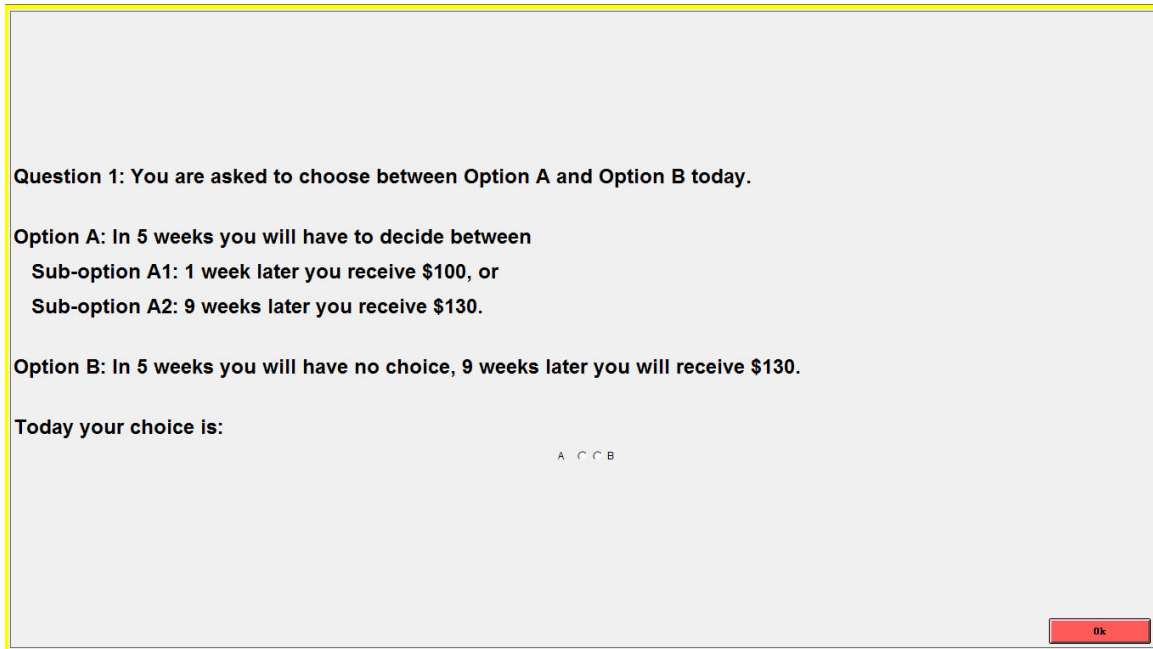 Question 1: You are asked to choose between Option A and Option B today.
Option A: In 5 weeks you will have to decide between
Sub-option A1: 1 week later you receive $100, or
Sub-option A2: 9 weeks later you receive $130.
Option B: In 5 weeks you will have no choice, 9 weeks later you will receive $130.
Today your choice is:
A B
Ok